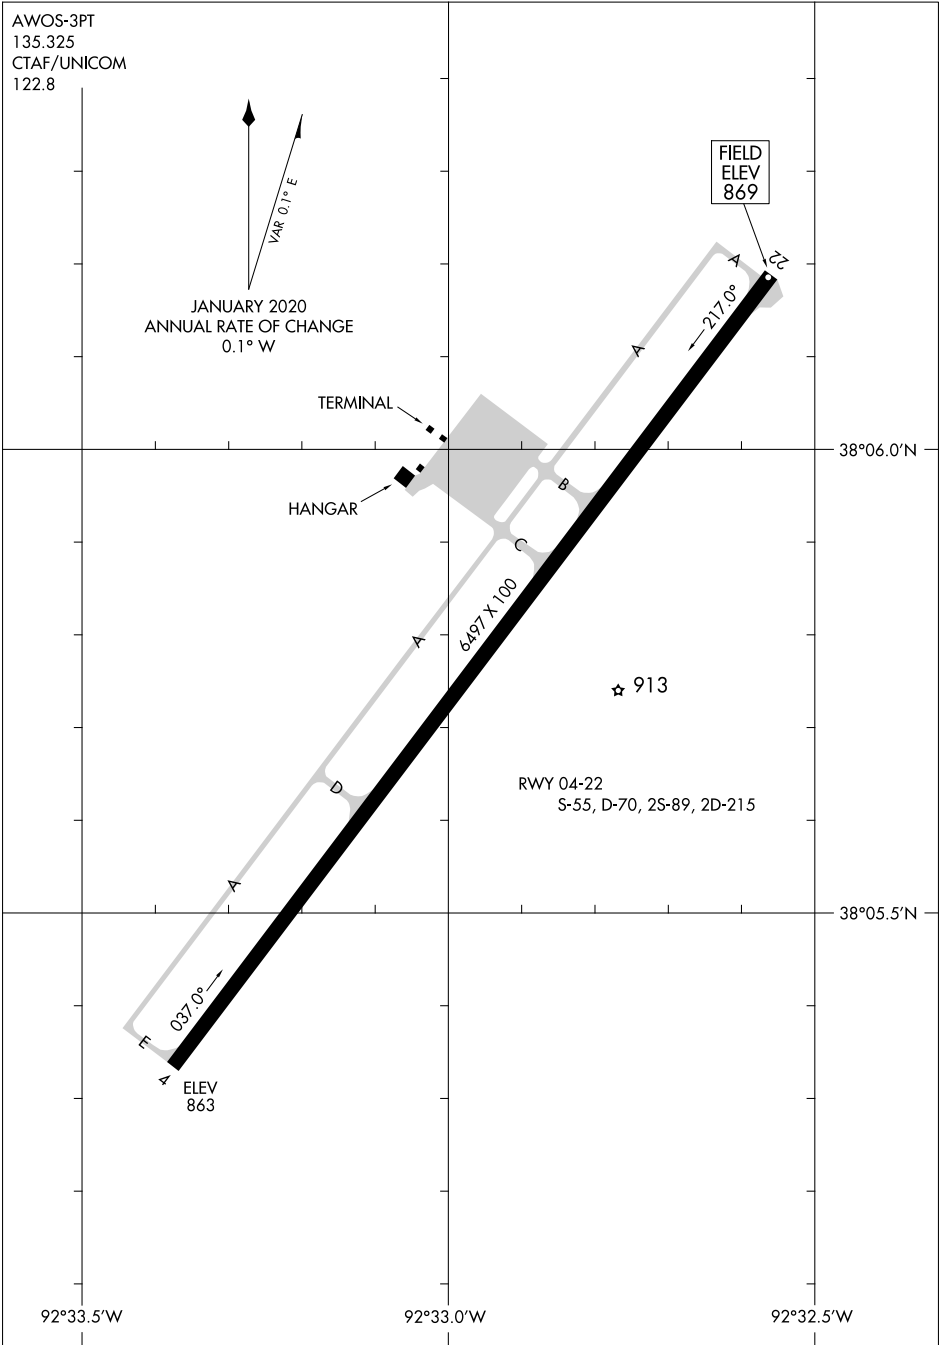 AWOS-3PT
135.325
CTAF/UNICOM
122.8
VAR 0.1° E
JANUARY 2020
ANNUAL RATE OF CHANGE
0.1° W
FIELD
ELEV
869
22
A
217.0°
A
TERMINAL
38°06.0'N
HANGAR
B
C
6497 X 100
A
913
D
RWY 04-22
S-55, D-70, 2S-89, 2D-215
A
38°05.5'N
037.0°
E
4
ELEV
863
92°33.5'W
92°33.0'W
92°32.5'W